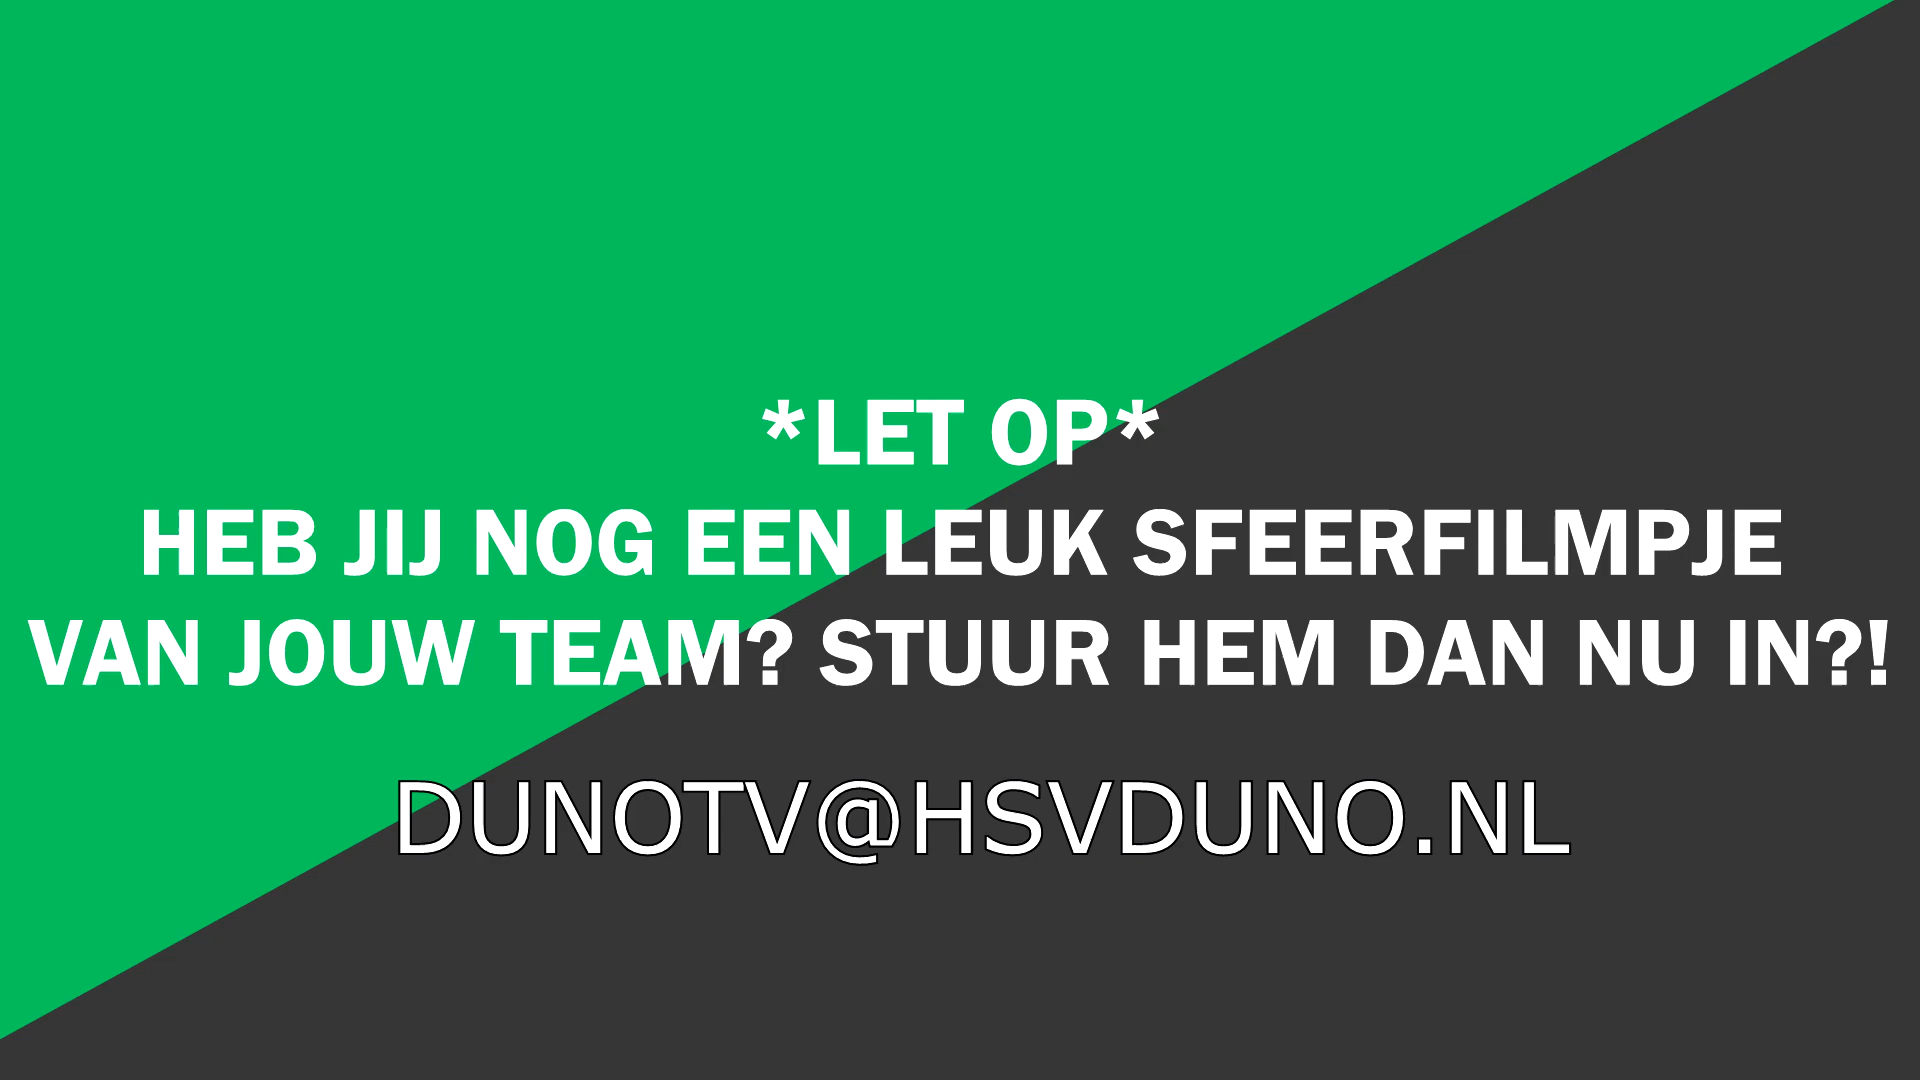 *LET OP*
HEB JIJ NOG EEN LEUK SFEERFILMPJE
VAN JOUW TEAM? STUUR HEM DAN NU IN?!
DUNOTV@HSVDUNO.NL